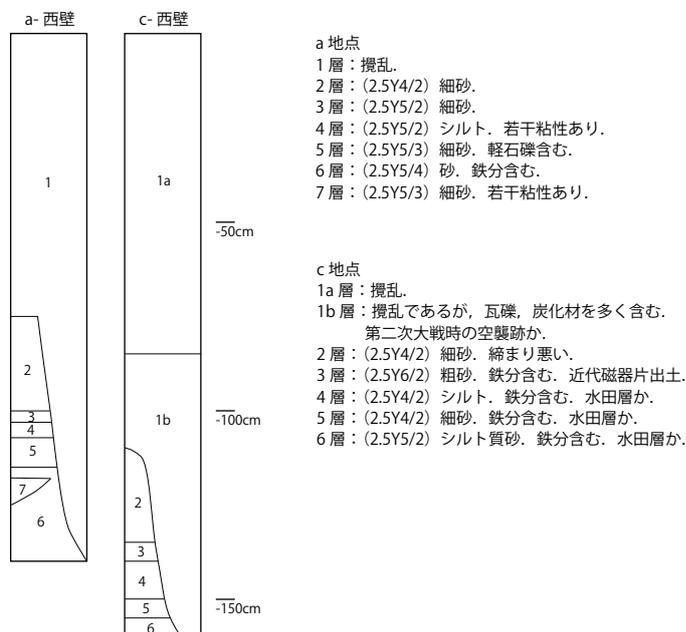 a- 西壁
c- 西壁
1
2
3
4
5
7
6
1a
1b
2
3
4
5
6
-50cm
-100cm
-150cm
a 地点
1 層：攪乱.
2 層：（2.5Y4/2）細砂.
3 層：（2.5Y5/2）細砂.
4 層：（2.5Y5/2）シルト．若干粘性あり.
5 層：（2.5Y5/3）細砂．軽石礫含む.
6 層：（2.5Y5/4）砂．鉄分含む.
7 層：（2.5Y5/3）細砂．若干粘性あり.
c 地点
1a 層：攪乱.
1b 層：攪乱であるが，瓦礫，炭化材を多く含む.
第二次大戦時の空襲跡か.
2 層：（2.5Y4/2）細砂．締まり悪い.
3 層：（2.5Y6/2）粗砂．鉄分含む．近代磁器片出土.
4 層：（2.5Y4/2）シルト．鉄分含む．水田層か.
5 層：（2.5Y4/2）細砂．鉄分含む．水田層か.
6 層：（2.5Y5/2）シルト質砂．鉄分含む．水田層か.